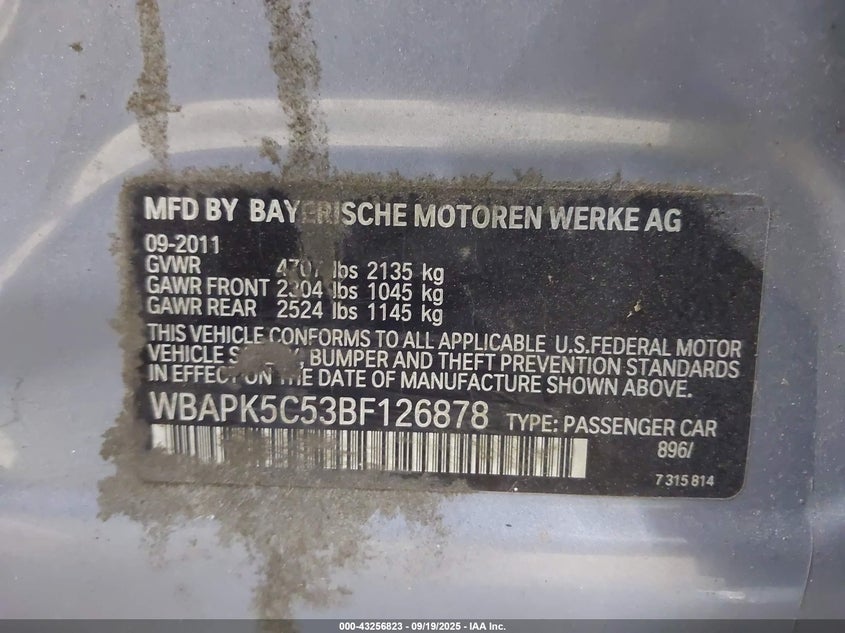 MFD BY BAYERISCHE MOTOREN WERKE AG
09-2011
GVWR 4707 lbs 2135 kg
GAWR FRONT 2304 lbs 1045 kg
GAWR REAR 2524 lbs 1145 kg
THIS VEHICLE CONFORMS TO ALL APPLICABLE U.S.FEDERAL MOTOR
VEHICLE SAFETY, BUMPER AND THEFT PREVENTION STANDARDS
IN EFFECT ON THE DATE OF MANUFACTURE SHOWN ABOVE.
WBAPK5C53BF126878 TYPE: PASSENGER CAR
896/
7 315 814
000-43256823 - 09/19/2025 - IAA Inc.